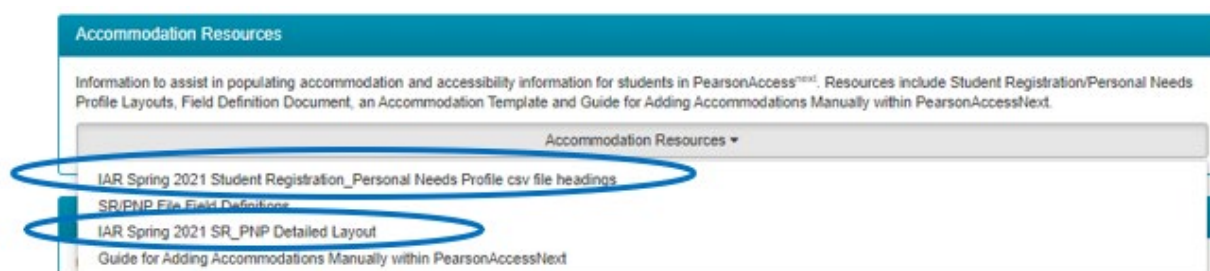 Accommodation Resources
Information to assist in populating accommodation and accessibility information for students in PearsonAccessnext. Resources include Student Registration/Personal Needs
Profile Layouts, Field Definition Document, an Accommodation Template and Guide for Adding Accommodations Manually within PearsonAccessNext.
Accommodation Resources
IAR Spring 2021 Student Registration_Personal Needs Profile csv file headings
SR/PNP File Field Definitions
IAR Spring 2021 SR_PNP Detailed Layout
Guide for Adding Accommodations Manually within PearsonAccessNext